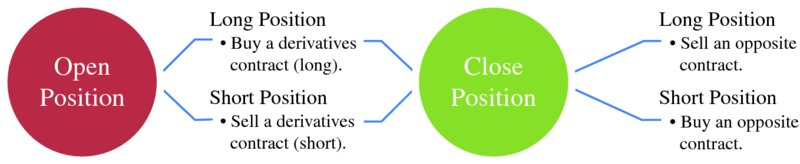 Open
Position
Long Position
• Buy a derivatives
contract (long).
Short Position
• Sell a derivatives
contract (short).
Close
Position
Long Position
• Sell an opposite
contract.
Short Position
• Buy an opposite
contract.